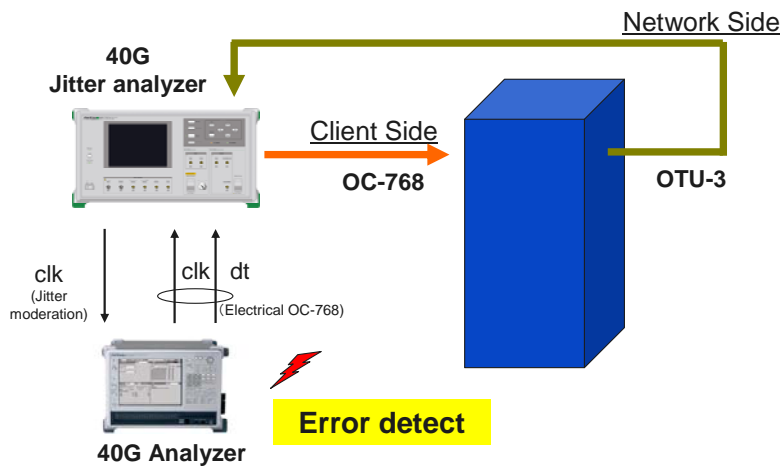 Network Side
40G
Jitter analyzer
Client Side
OC-768
OTU-3
clk
(Jitter
moderation)
clk dt
(Electrical OC-768)
Error detect
40G Analyzer